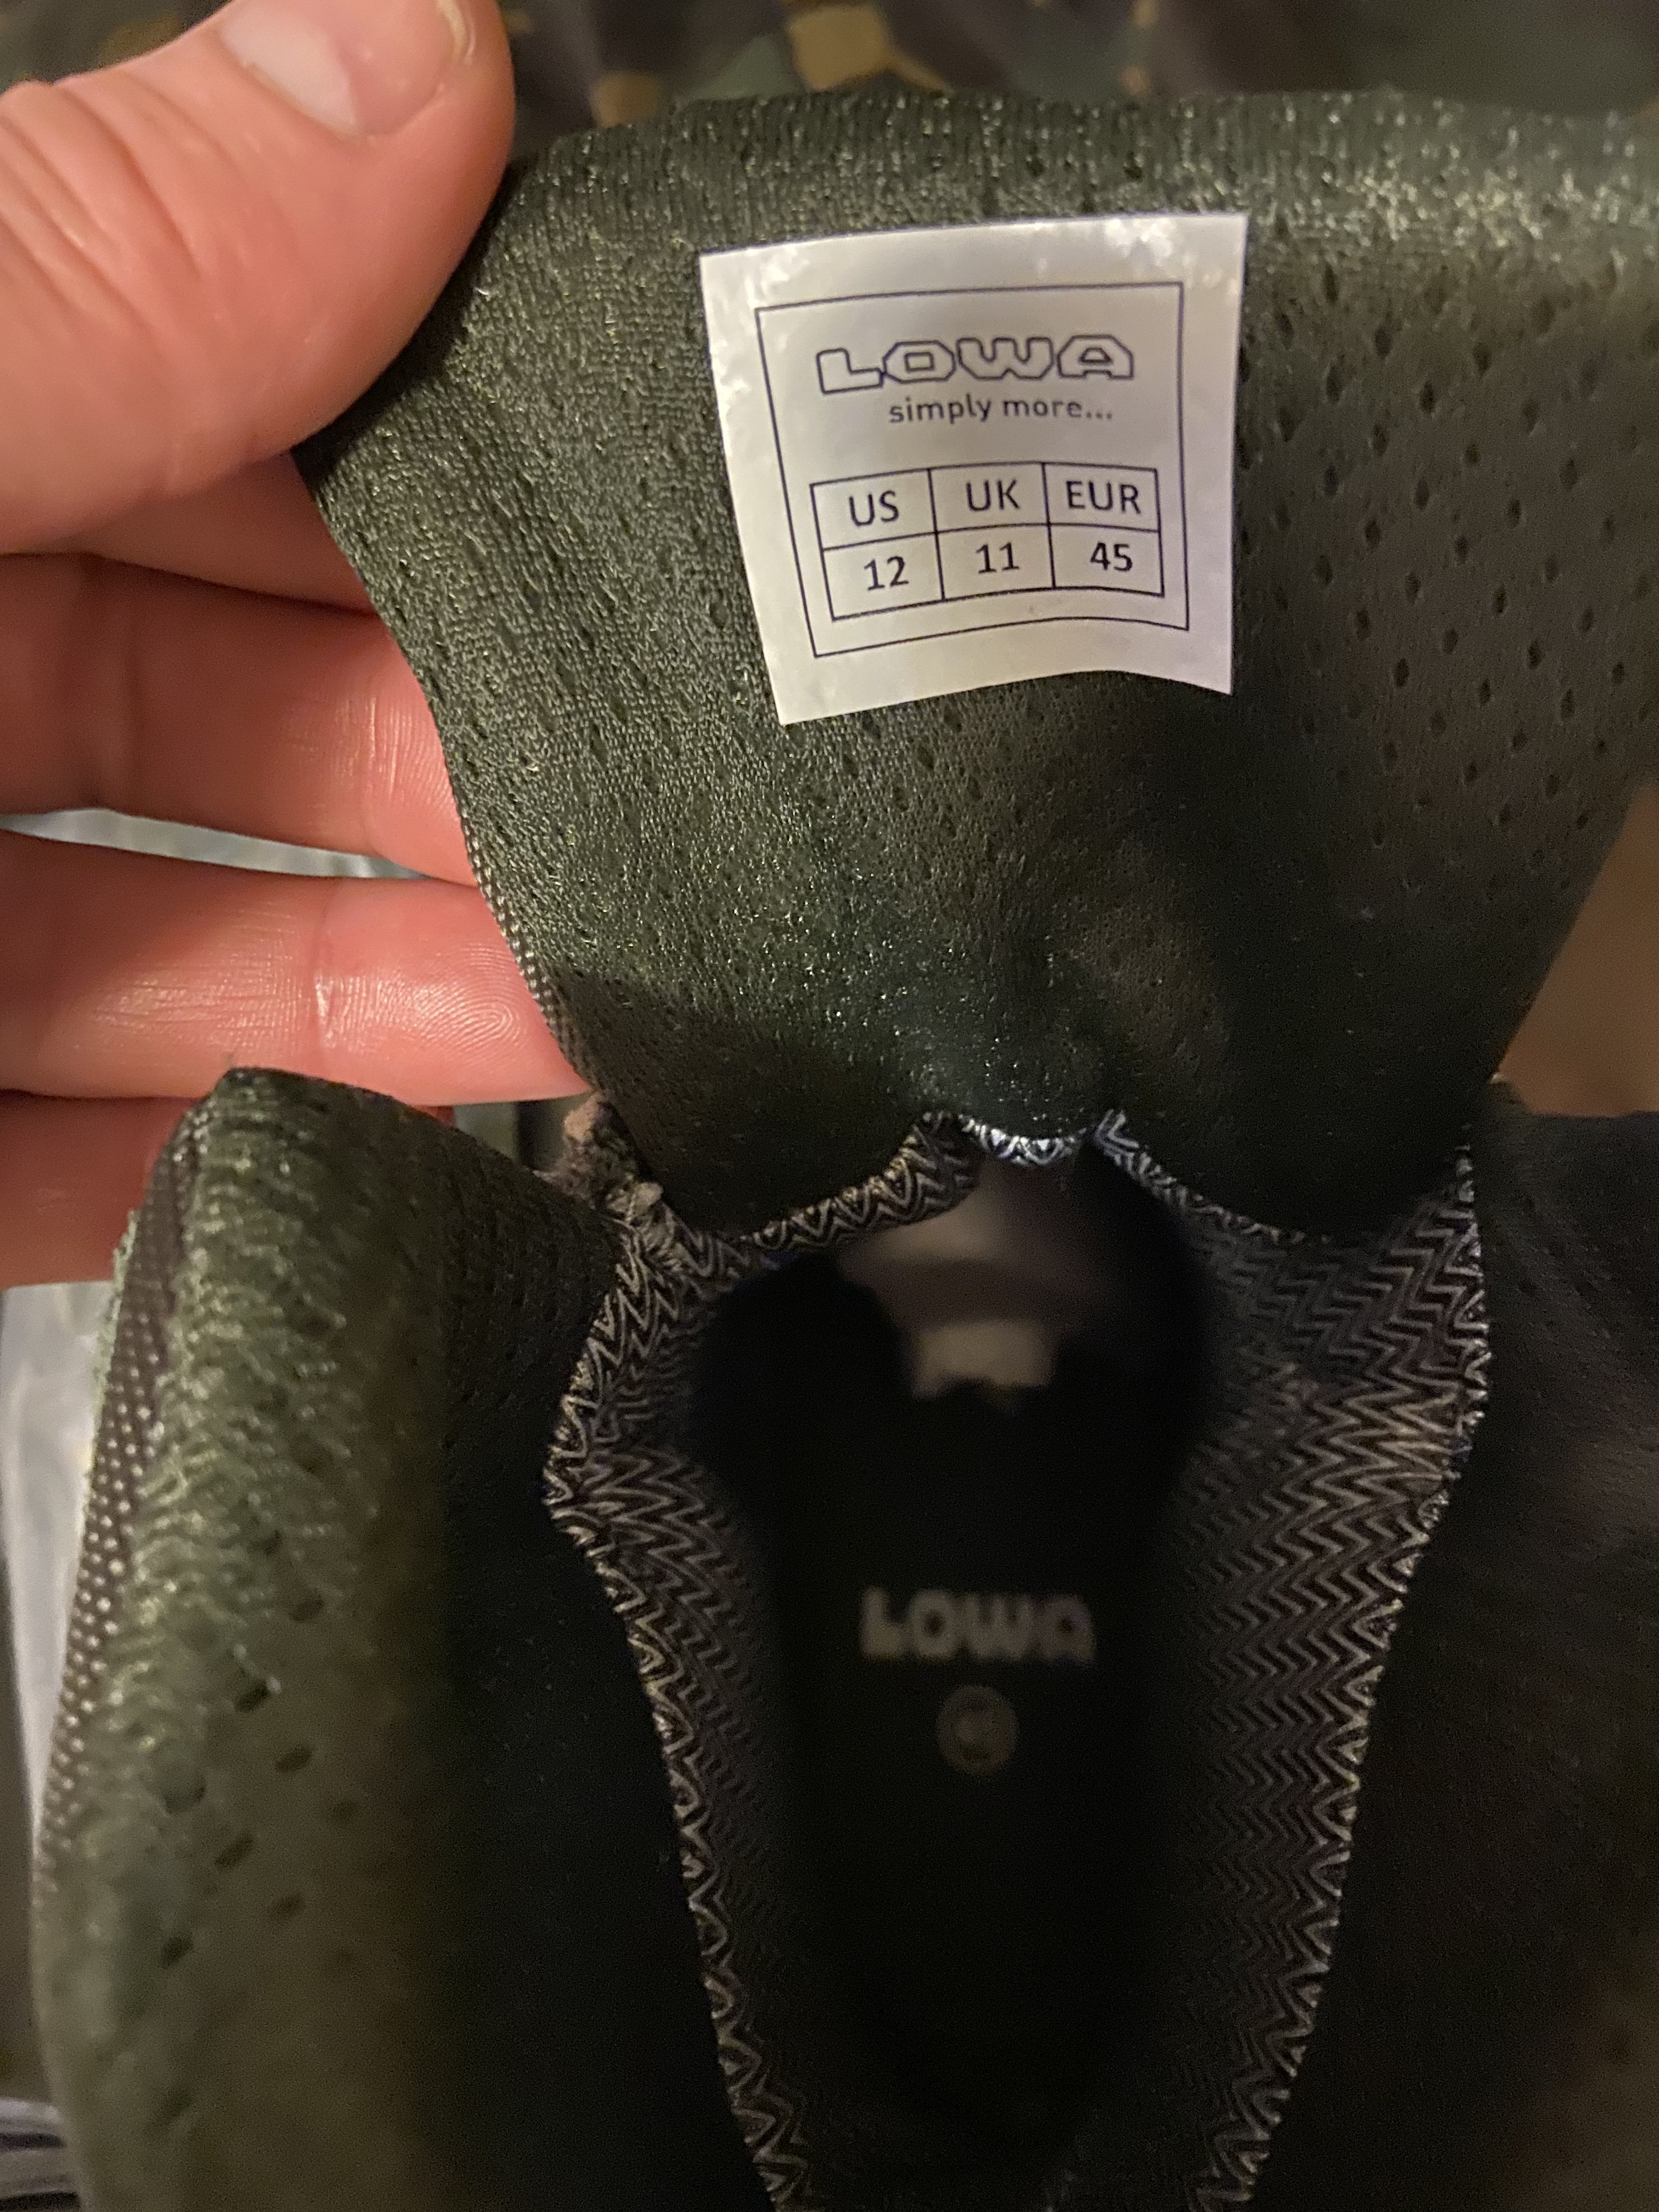 LOWA
simply more...
US UK EUR
12 11 45
LOWA